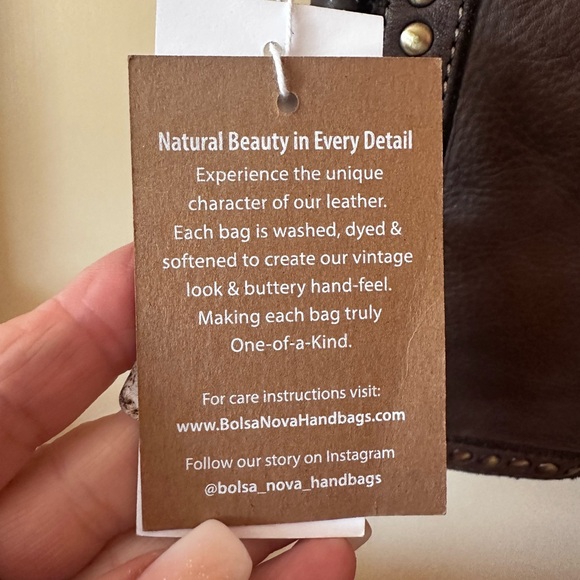 Natural Beauty in Every Detail
Experience the unique
character of our leather.
Each bag is washed, dyed &
softened to create our vintage
look & buttery hand-feel.
Making each bag truly
One-of-a-Kind.
For care instructions visit:
www.BolsaNovaHandbags.com
Follow our story on Instagram
@bolsa_nova_handbags